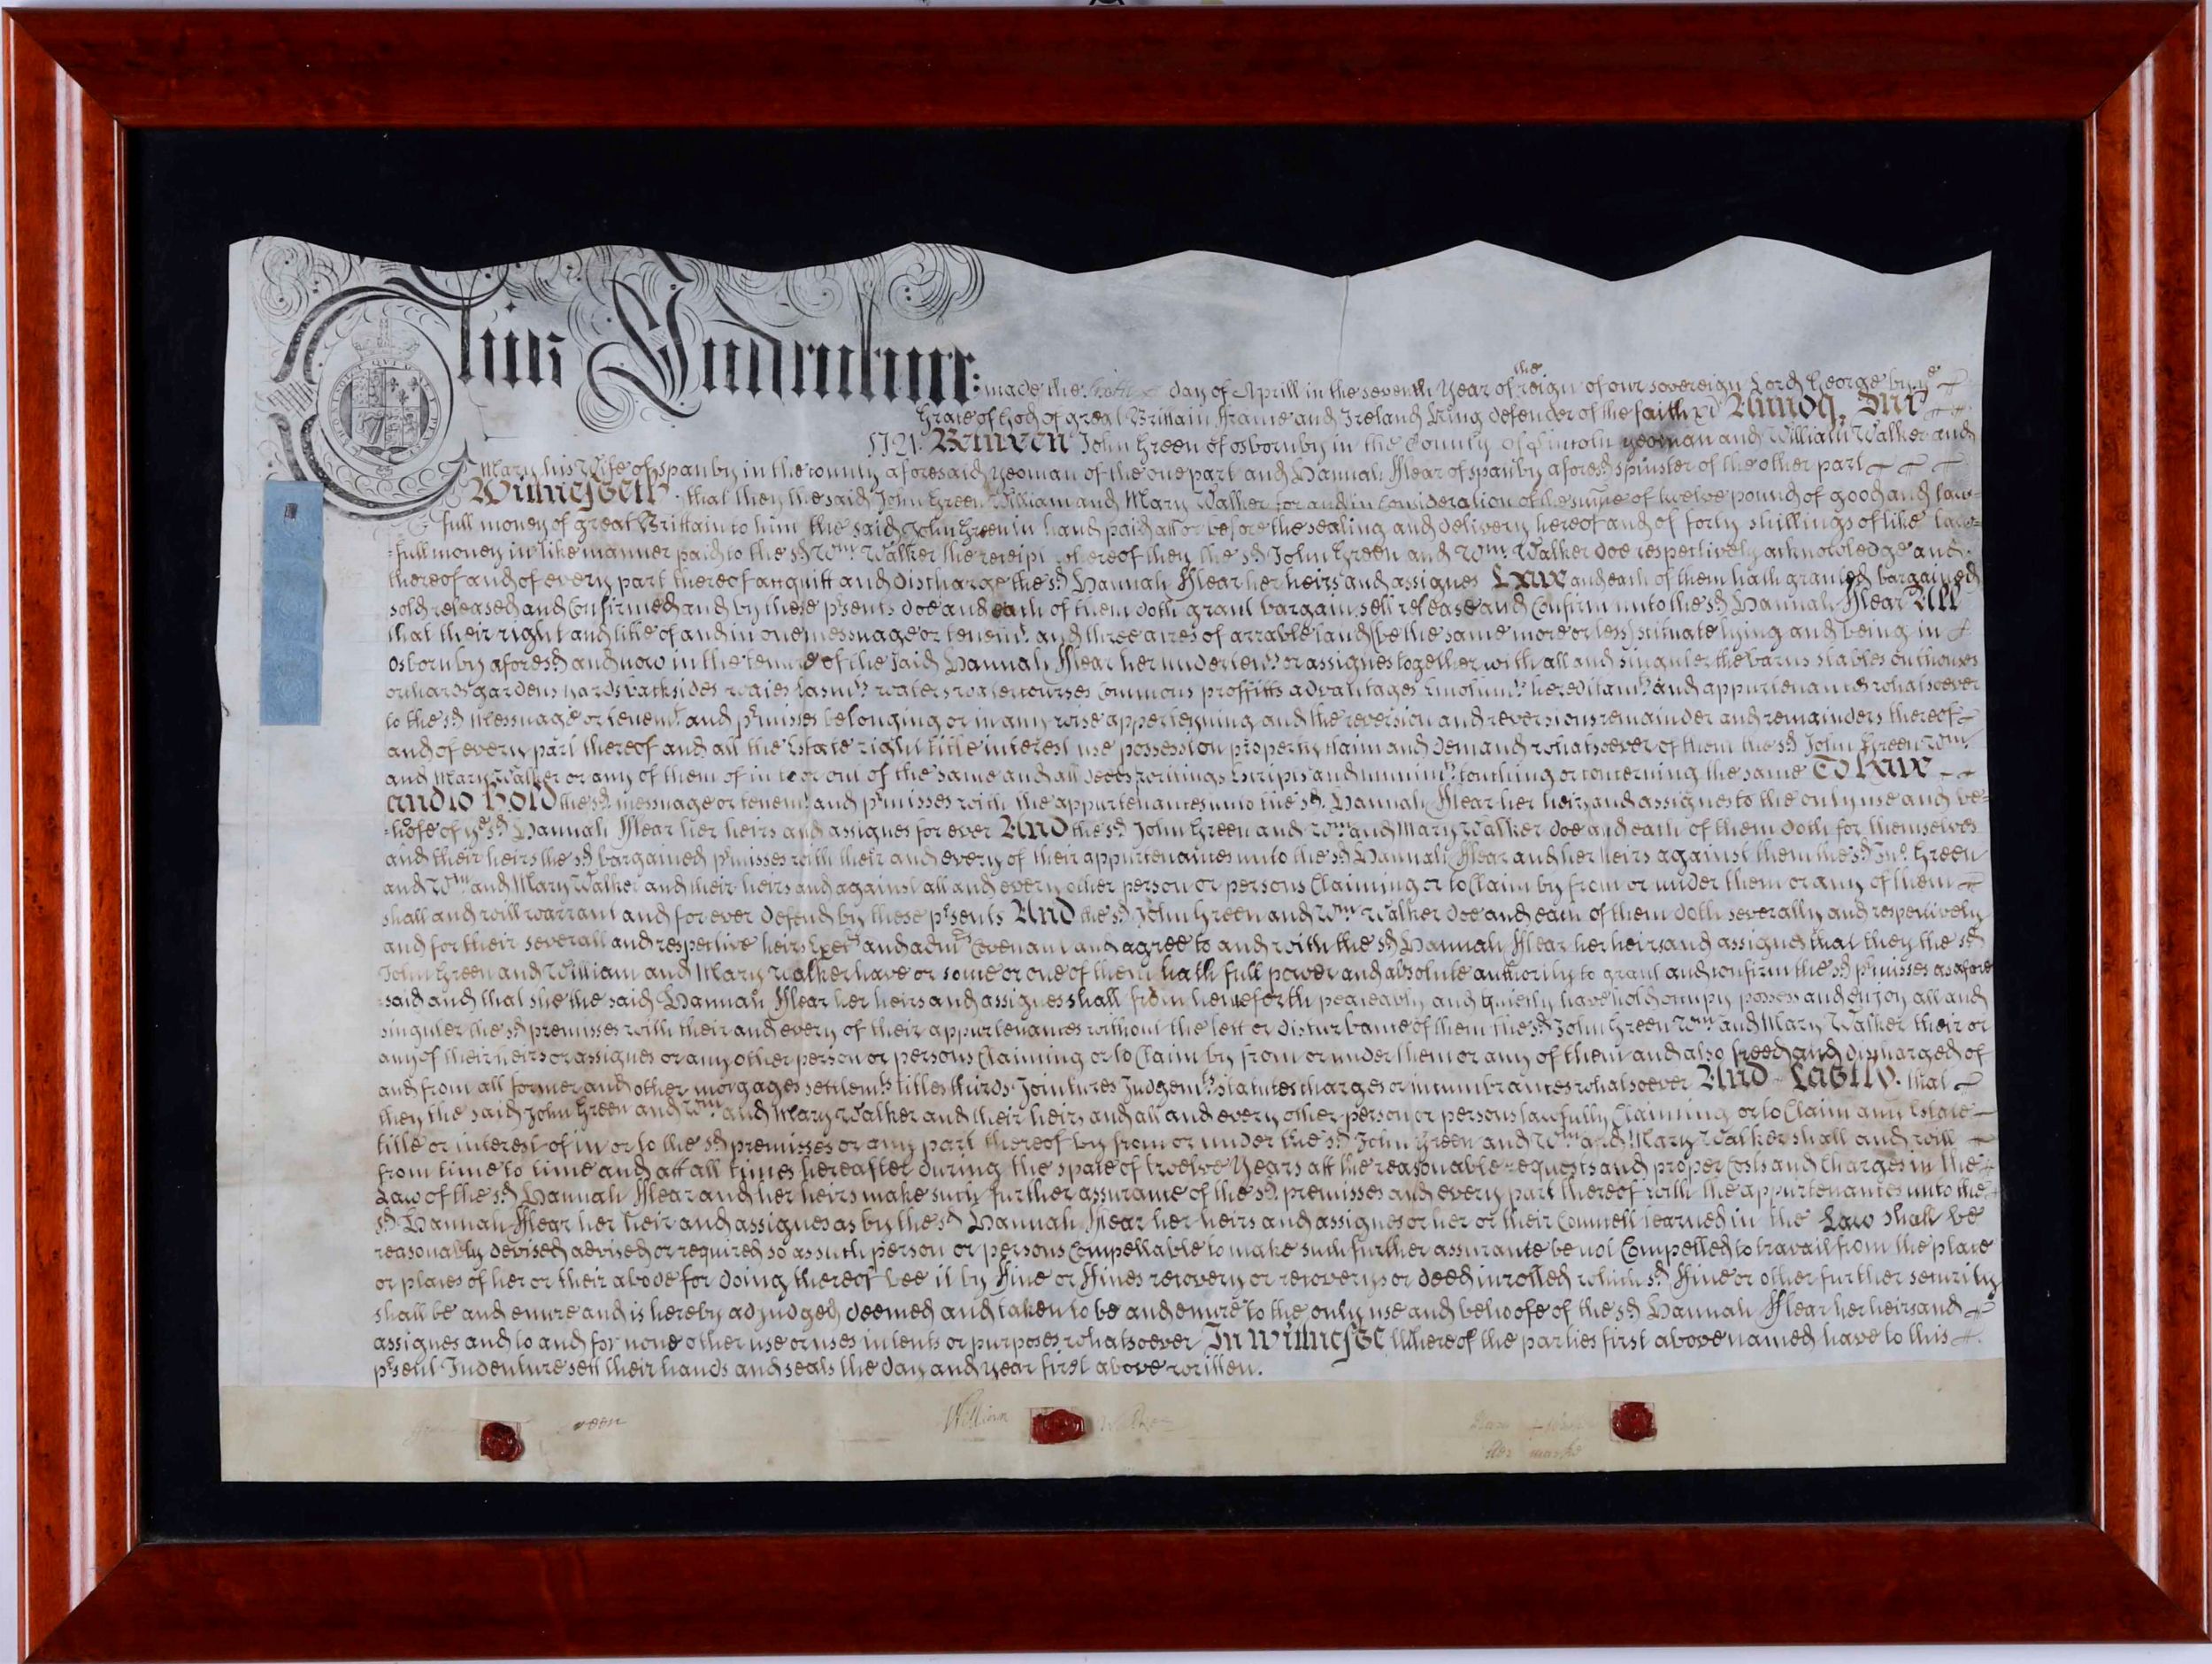 This Indenture: made the day of Aprill in the seventh Year of the reign of our sovereign Lord George by ye
Grace of God of great Brittain France and Ireland King defender of the faith &c Annoq. Dni
1721. Between John Green of osbornby in the County of Lincoln yeoman and William Walker and
Mary his Wife of spanby in the county aforesaid yeoman of the one part and Hannah Flear of spanby aforesd spinster of the other part
Witnesseth. that they the said John Green William and Mary Walker for and in Consideration of the summe of twelve pound of good and law=
full money of great Brittain to him the said John Green in hand paid att or before the sealing and delivery hereof and of forty shillings of like law=
=full money in like manner paid to the sd Wm. Walker the receipt whereof they the sd John Green and Wm. Walker doe respectively acknowledge and
thereof and of every part thereof acquitt and discharge the sd Hannah Flear her heirs and assignes Have and each of them hath granted bargained
sold released and Confirmed and by these psents doe and each of them doth grant bargain sell release and Confirm unto the sd Hannah Flear All
that their right and title of and in one messuage or tenemt. and three acres of arrable land (be the same more or less) scituate lying and being in
osbornby aforesd and now in the tenure of the said Hannah Flear her undertents or assignes together with all and singuler the barns stables outhouses
orchards gardens yards backsides waies easmts waters watercourses Commons proffitts advantages Emolumts hereditamts and appurtenances whatsoever
to the sd Messuage or tenemt and pmisses belonging or in any wise apperteyning and the reversion and reversions remainder and remainders thereof
and of every part thereof and all the Estate right title interest use possession property claim and demand whatsoever of them the sd John Green Wm
and Mary Walker or any of them of in to or out of the same and all deeds writings Scripts and minimts touching or concerning the same To Have
and to Hold the sd messuage or tenemt and pmisses with the appurtenances unto the sd Hannah Flear her heirs and assignes to the only use and be=
=hofe of ye sd Hannah Flear her heirs and assignes for ever And the sd John Green and Wm and Mary Walker doe and each of them doth for themselves
and their heirs the sd bargained pmisses with their and every of their appurtenances unto the sd Hannah Flear and her heirs against them the sd Jno Green
and Wm and Mary Walker and their heirs and against all and every other person or persons Claiming or to Claim by from or under them or any of them
shall and will warrant and for ever defend by these psents And the sd John Green and Wm Walker doe and each of them doth severally and respectively
and for their severall and respective heirs Execrs and admrs Covenant and agree to and with the sd Hannah Flear her heirs and assignes that they the sd
John Green and William and Mary Walker have or some or one of them hath full power and absolute authority to grant and confirm the sd pmisses as afore
=said and that she the said Hannah Flear her heirs and assignes shall from henceforth peaceably and quietly have hold occupy possess and enjoy all and
singuler the sd premisses with their and every of their appurtenances without the lett or disturbance of them the sd John Green Wm and Mary Walker their or
any of their heirs or assignes or any other person or persons Claiming or to Claim by from or under them or any of them and also freed and discharged of
and from all former and other morgages settlemts titles thirds Joyntures Judgemts statutes charges or incumbrances whatsoever And Lastly. that
they the said John Green and Wm and Mary Walker and their heirs and all and every other person or persons lawfully Claiming or to Claim any Estate
title or interest of in or to the sd premisses or any part thereof by from or under the sd John Green and Wm and Mary Walker shall and will
from time to time and att all times hereafter during the space of twelve Years att the reasonable requests and proper Costs and Charges in the
Law of the sd Hannah Flear and her heirs make such further assurance of the sd premisses and every part thereof with the appurtenances unto the
sd Hannah Flear her heir and assignes as by the sd Hannah Flear her heirs and assignes or her or their Councell learned in the Law shall be
reasonably devised advised or required so as such person or persons Compellable to make such further assurance be not Compelled to travail from the place
or places of her or their abode for doing thereof bee it by Fine or Fines recovery or recoverys or deed inrolled which sd Fine or other further security
shall be and enure and is hereby adjudged deemed and taken to be and enure to the only use and behoofe of the sd Hannah Flear her heirs and
assignes and to and for none other use or uses intents or purposes whatsoever In Witnesse Whereof the parties first above named have to this
psent Indenture sett their hands and seals the day and year first above written.
Green William Walker
Her marke